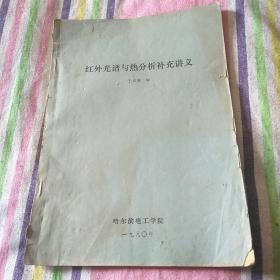 红外光谱与热分析补充讲义
编
哈尔滨电工学院
一九八〇年